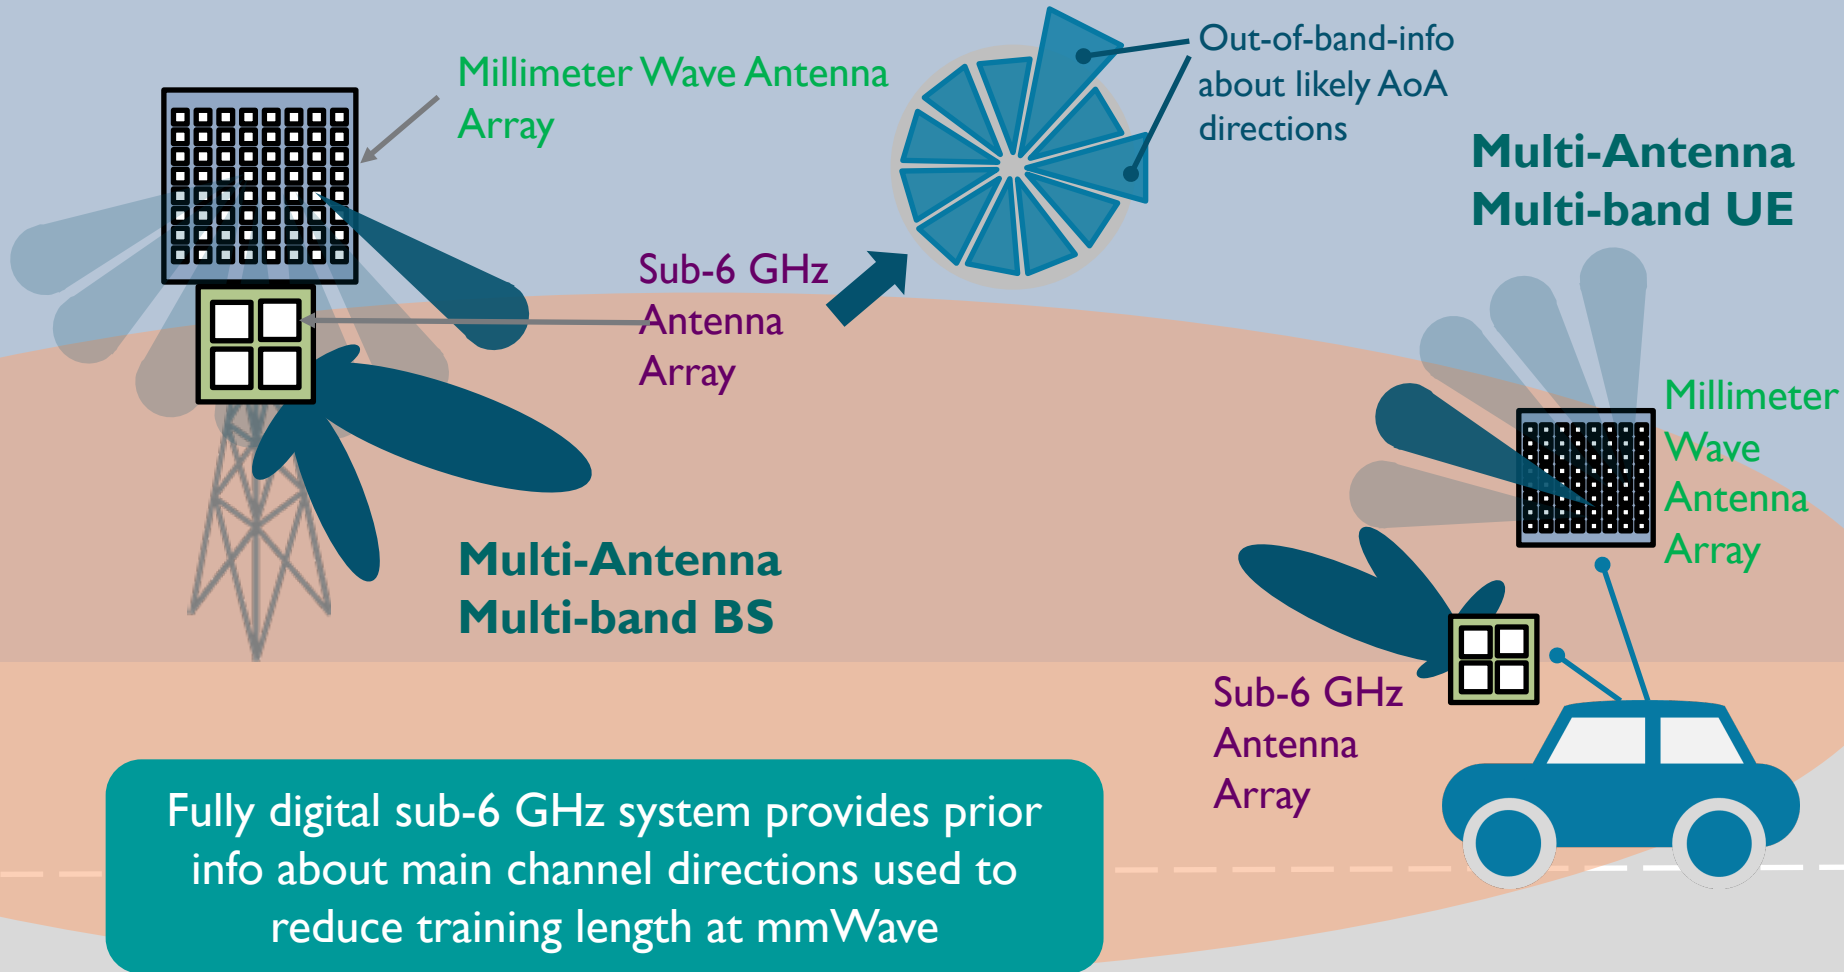 Millimeter Wave Antenna
Array
Out-of-band-info
about likely AoA
directions
Multi-Antenna
Multi-band UE
Sub-6 GHz
Antenna
Array
Millimeter
Wave
Antenna
Array
Multi-Antenna
Multi-band BS
Sub-6 GHz
Antenna
Array
Fully digital sub-6 GHz system provides prior
info about main channel directions used to
reduce training length at mmWave